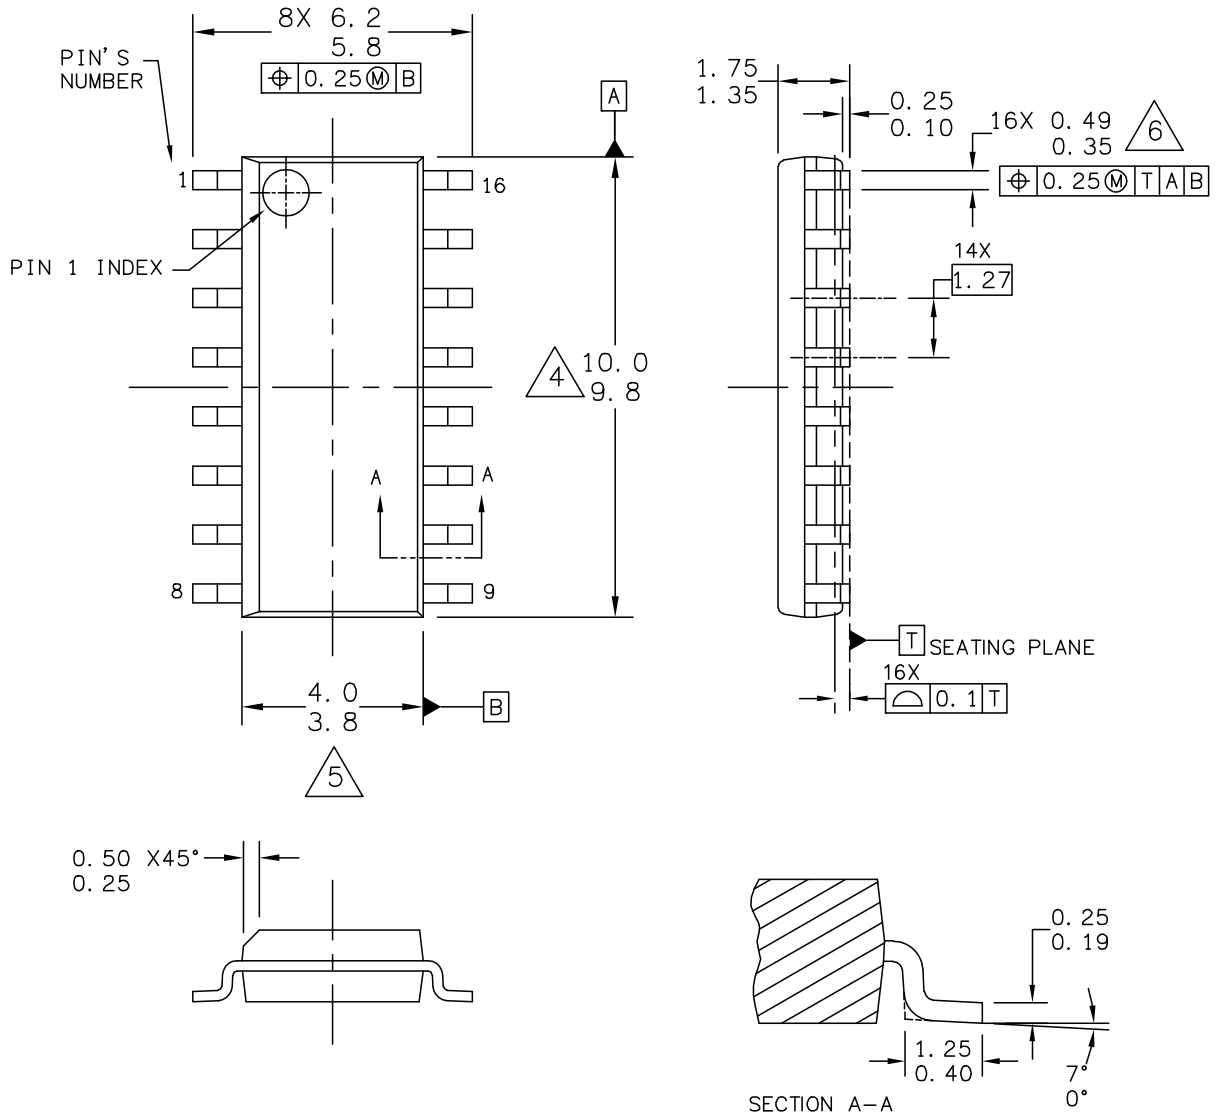 8X 6.2
5.8
⌖ 0.25 Ⓜ B
PIN'S
NUMBER
1
16
PIN 1 INDEX
A
4
10.0
9.8
A
A
8
9
4.0
3.8
B
5
1.75
1.35
0.25
0.10
16X 0.49
0.35
6
⌖ 0.25 Ⓜ T A B
14X
1.27
T SEATING PLANE
16X
⌓ 0.1 T
0.50 X45°
0.25
0.25
0.19
1.25
0.40
7°
0°
SECTION A-A